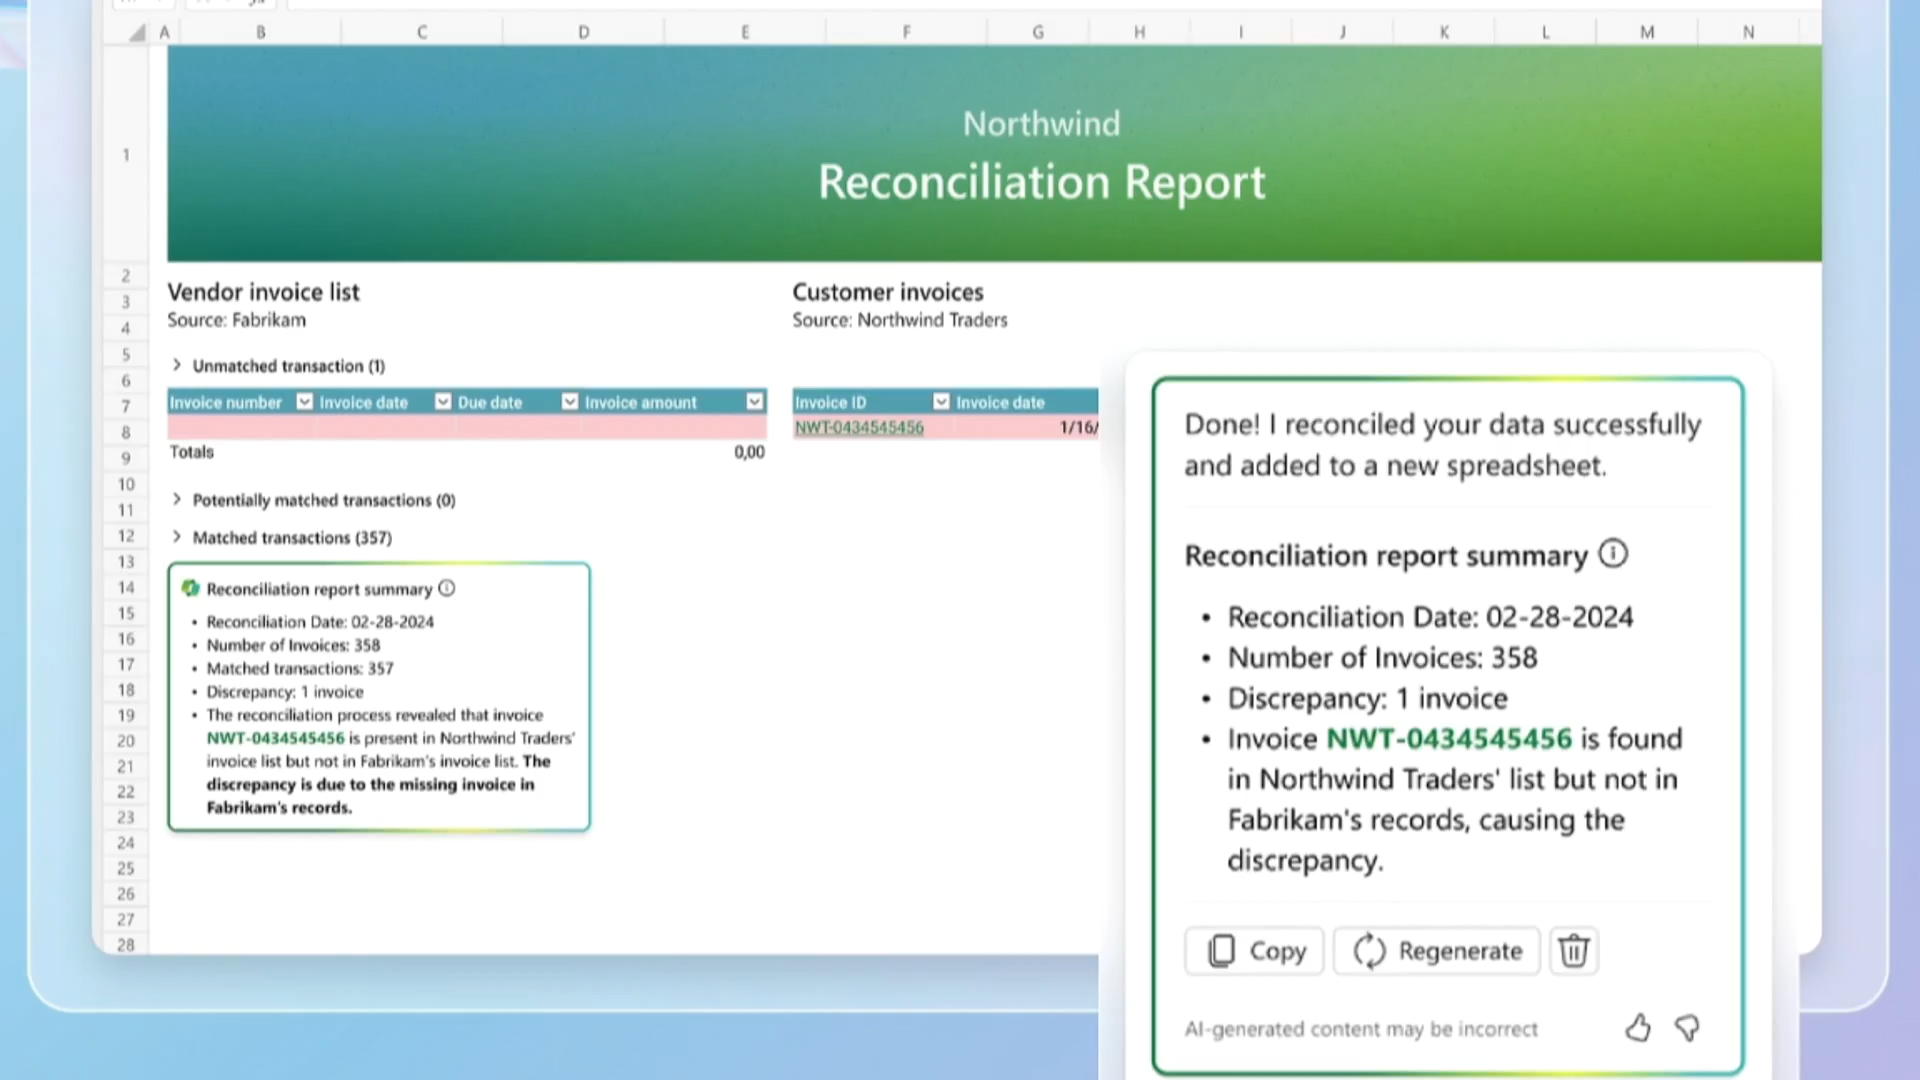 A B C D E F G H I J K L M N
1
Northwind
Reconciliation Report
2
3
4
5
6
7
8
9
10
11
12
13
14
15
16
17
18
19
20
21
22
23
24
25
26
27
28
Vendor invoice list
Source: Fabrikam
Customer invoices
Source: Northwind Traders
Unmatched transaction (1)
Invoice number Invoice date Due date Invoice amount
Invoice ID Invoice date
NWT-0434545456 1/16/
Totals 0,00
Potentially matched transactions (0)
Matched transactions (357)
Reconciliation report summary
• Reconciliation Date: 02-28-2024
• Number of Invoices: 358
• Matched transactions: 357
• Discrepancy: 1 invoice
• The reconciliation process revealed that invoice
NWT-0434545456 is present in Northwind Traders'
invoice list but not in Fabrikam's invoice list. The
discrepancy is due to the missing invoice in
Fabrikam's records.
Done! I reconciled your data successfully
and added to a new spreadsheet.
Reconciliation report summary
• Reconciliation Date: 02-28-2024
• Number of Invoices: 358
• Discrepancy: 1 invoice
• Invoice NWT-0434545456 is found
in Northwind Traders' list but not in
Fabrikam's records, causing the
discrepancy.
Copy Regenerate
AI-generated content may be incorrect